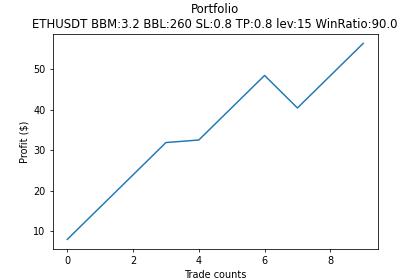 Portfolio
ETHUSDT BBM:3.2 BBL:260 SL:0.8 TP:0.8 lev:15 WinRatio:90.0
50
40
30
20
10
Profit ($)
0 2 4 6 8
Trade counts